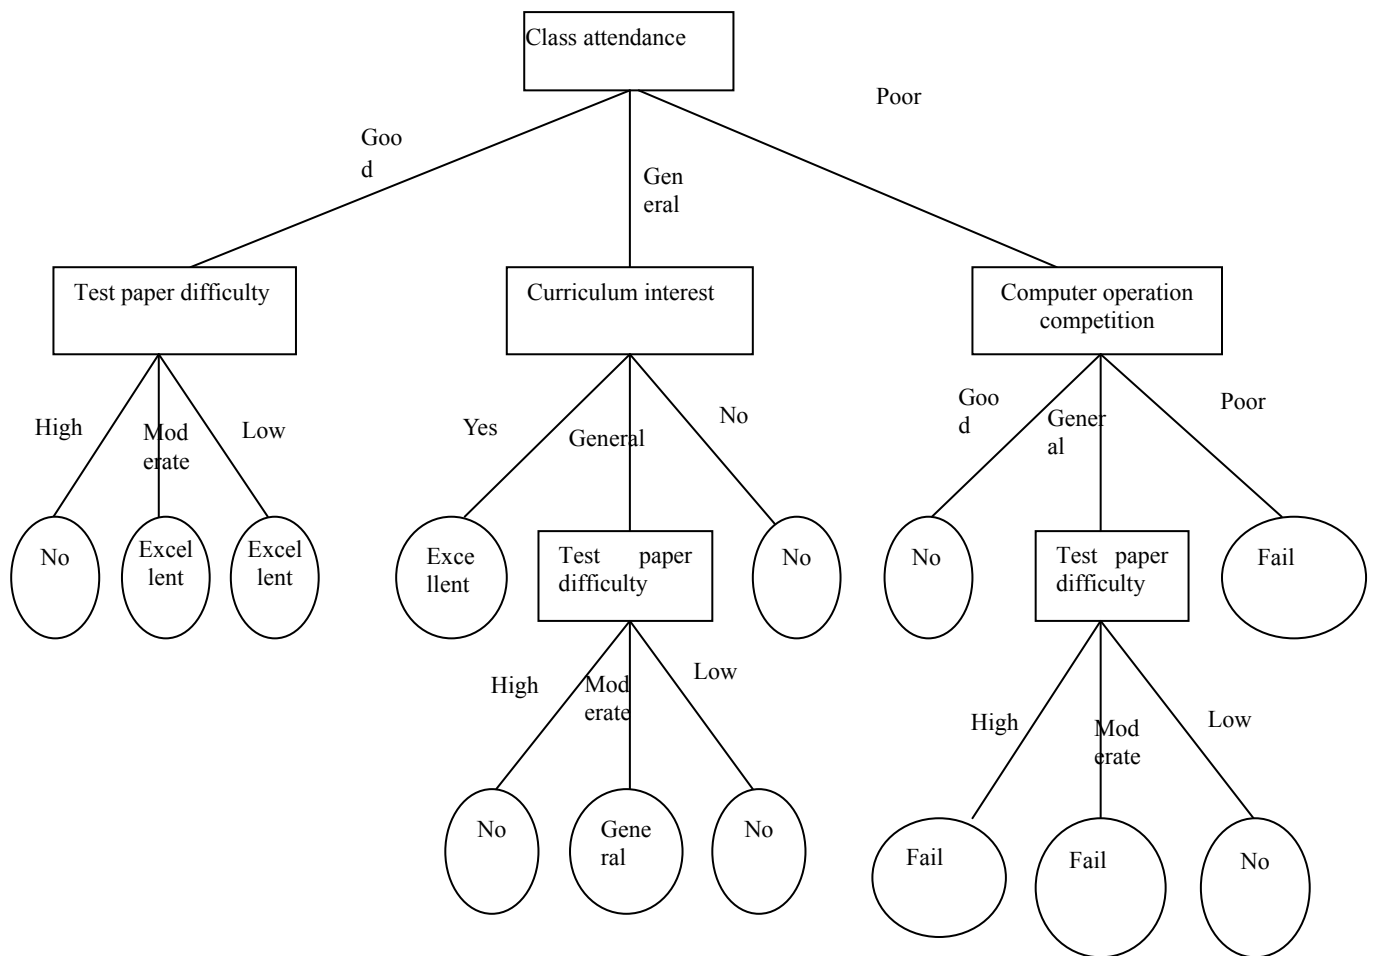 Class attendance
Poor
Goo
d
Gen
eral
Test paper difficulty
Curriculum interest
Computer operation
competition
High
Mod
erate
Low
Yes
General
No
Goo
d
Gener
al
Poor
No
Excel
lent
Excel
lent
Exce
llent
Test paper
difficulty
No
No
Test paper
difficulty
Fail
High
Mod
erate
Low
High
Mod
erate
Low
No
Gene
ral
No
Fail
Fail
No